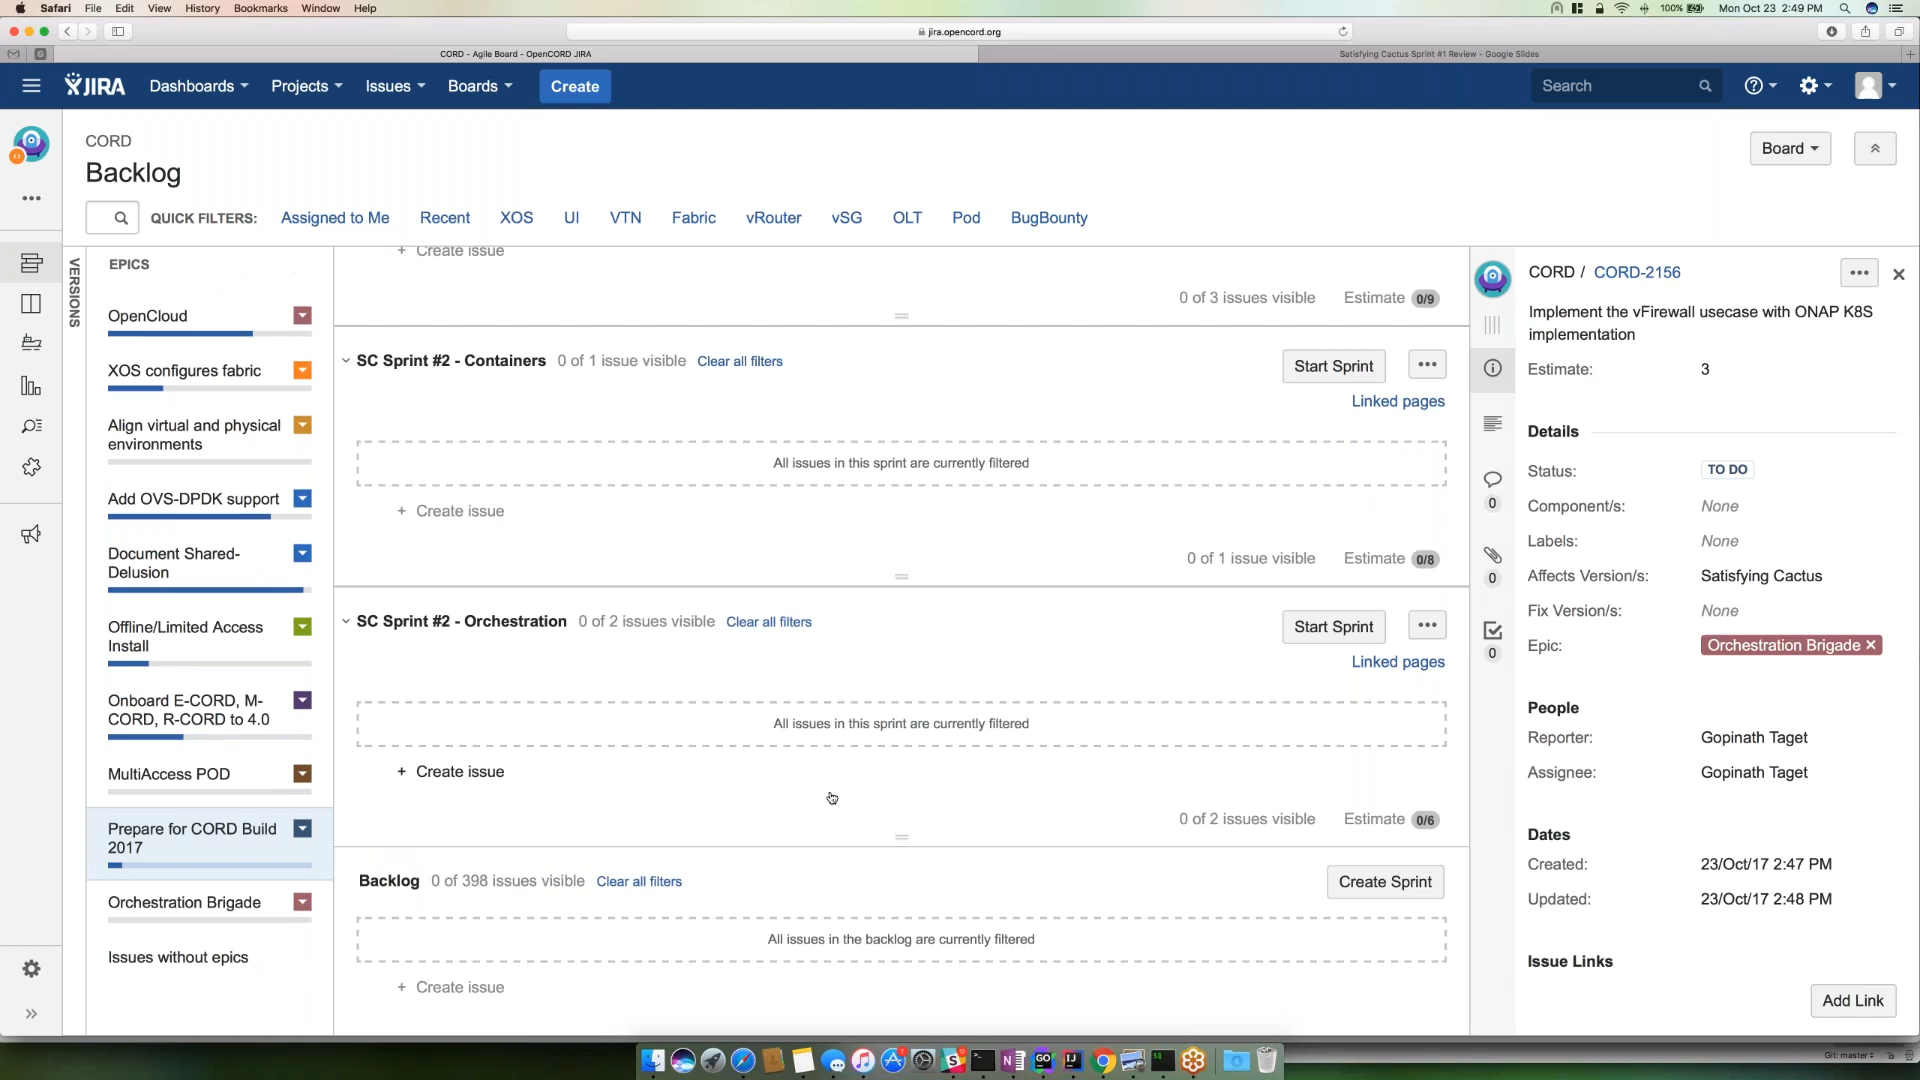 Safari File Edit View History Bookmarks Window Help
100% Mon Oct 23 2:49 PM
jira.opencord.org
G
CORD - Agile Board - OpenCORD JIRA
Satisfying Cactus Sprint #1 Review - Google Slides
JIRA Dashboards Projects Issues Boards Create
Search
CORD
Backlog
Board
QUICK FILTERS: Assigned to Me Recent XOS UI VTN Fabric vRouter vSG OLT Pod BugBounty
VERSIONS
EPICS
OpenCloud
XOS configures fabric
Align virtual and physical
environments
Add OVS-DPDK support
Document Shared-
Delusion
Offline/Limited Access
Install
Onboard E-CORD, M-
CORD, R-CORD to 4.0
MultiAccess POD
Prepare for CORD Build
2017
Orchestration Brigade
Issues without epics
+ Create issue
0 of 3 issues visible Estimate 0/9
SC Sprint #2 - Containers 0 of 1 issue visible Clear all filters
Start Sprint
Linked pages
All issues in this sprint are currently filtered
+ Create issue
0 of 1 issue visible Estimate 0/8
SC Sprint #2 - Orchestration 0 of 2 issues visible Clear all filters
Start Sprint
Linked pages
All issues in this sprint are currently filtered
+ Create issue
0 of 2 issues visible Estimate 0/6
Backlog 0 of 398 issues visible Clear all filters
Create Sprint
All issues in the backlog are currently filtered
+ Create issue
CORD / CORD-2156
Implement the vFirewall usecase with ONAP K8S
implementation
Estimate: 3
Details
Status: TO DO
Component/s: None
Labels: None
Affects Version/s: Satisfying Cactus
Fix Version/s: None
Epic: Orchestration Brigade
0
0
0
People
Reporter: Gopinath Taget
Assignee: Gopinath Taget
Dates
Created: 23/Oct/17 2:47 PM
Updated: 23/Oct/17 2:48 PM
Issue Links
Add Link
GO
IJ
Git: master